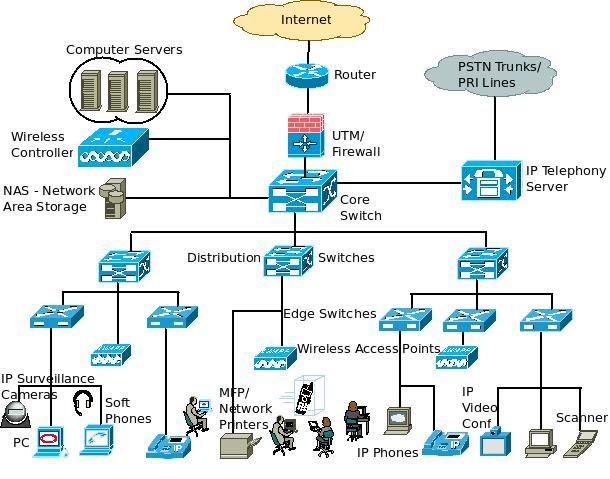 Internet
Computer Servers
Router
PSTN Trunks/
PRI Lines
Wireless
Controller
UTM/
Firewall
IP Telephony
Server
NAS - Network
Area Storage
Core
Switch
Distribution
Switches
Edge Switches
Wireless Access Points
IP Surveillance
Cameras
Soft
Phones
MFP/
Network
Printers
IP
Video
Conf
Scanner
PC
IP Phones
IP
IP